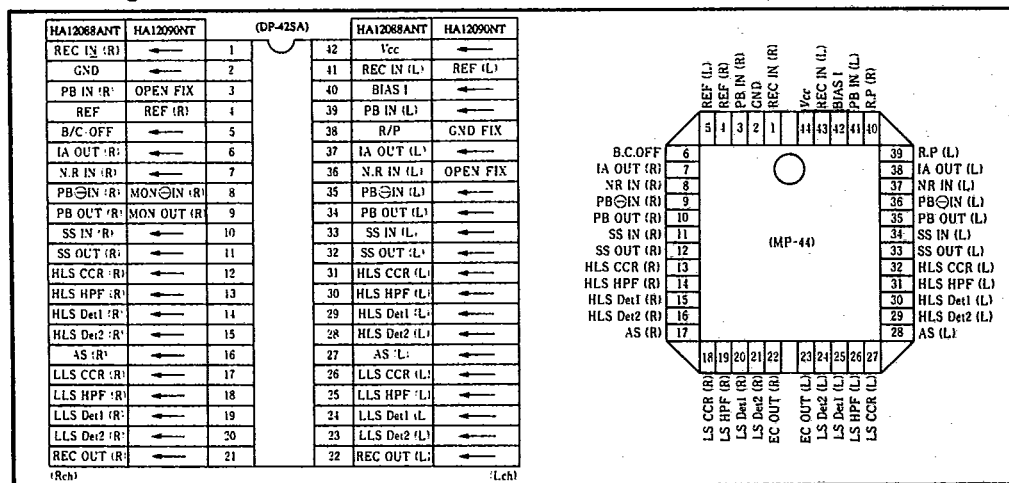 HA12088ANT HA12090NT (DP-42SA) HA12088ANT HA12090NT
REC IN (R) ← 1 42 Vcc ←
GND ← 2 41 REC IN (L) REF (L)
PB IN (R) OPEN FIX 3 40 BIAS I ←
REF REF (R) 4 39 PB IN (L) ←
B/C-OFF ← 5 38 R/P GND FIX
IA OUT (R) ← 6 37 IA OUT (L) ←
N.R IN (R) ← 7 36 N.R IN (L) OPEN FIX
PB⊖IN (R) MON⊖IN (R) 8 35 PB⊖IN (L) ←
PB OUT (R) MON OUT (R) 9 34 PB OUT (L) ←
SS IN (R) ← 10 33 SS IN (L) ←
SS OUT (R) ← 11 32 SS OUT (L) ←
HLS CCR (R) ← 12 31 HLS CCR (L) ←
HLS HPF (R) ← 13 30 HLS HPF (L) ←
HLS Det1 (R) ← 14 29 HLS Det1 (L) ←
HLS Det2 (R) ← 15 28 HLS Det2 (L) ←
AS (R) ← 16 27 AS (L) ←
LLS CCR (R) ← 17 26 LLS CCR (L) ←
LLS HPF (R) ← 18 25 LLS HPF (L) ←
LLS Det1 (R) ← 19 24 LLS Det1 (L ←
LLS Det2 (R) ← 20 23 LLS Det2 (L) ←
REC OUT (R) ← 21 22 REC OUT (L) ←
(Rch) (Lch)
REF (L)
REF (R)
PB IN (R)
GND
REC IN (R)
Vcc
REC IN (L)
BIAS I
PB IN (L)
R.P (R)
5 4 3 2 1 44 43 42 41 40
B.C.OFF 6 39 R.P (L)
IA OUT (R) 7 38 IA OUT (L)
NR IN (R) 8 37 NR IN (L)
PB⊖IN (R) 9 36 PB⊖IN (L)
PB OUT (R) 10 35 PB OUT (L)
SS IN (R) 11 34 SS IN (L)
SS OUT (R) 12 33 SS OUT (L)
HLS CCR (R) 13 32 HLS CCR (L)
HLS HPF (R) 14 31 HLS HPF (L)
HLS Det1 (R) 15 30 HLS Det1 (L)
HLS Det2 (R) 16 29 HLS Det2 (L)
AS (R) 17 28 AS (L)
(MP-44)
18 19 20 21 22 23 24 25 26 27
LS CCR (R)
LS HPF (R)
LS Det1 (R)
LS Det2 (R)
EC OUT (R)
EC OUT (L)
LS Det2 (L)
LS Det1 (L)
LS HPF (L)
LS CCR (L)